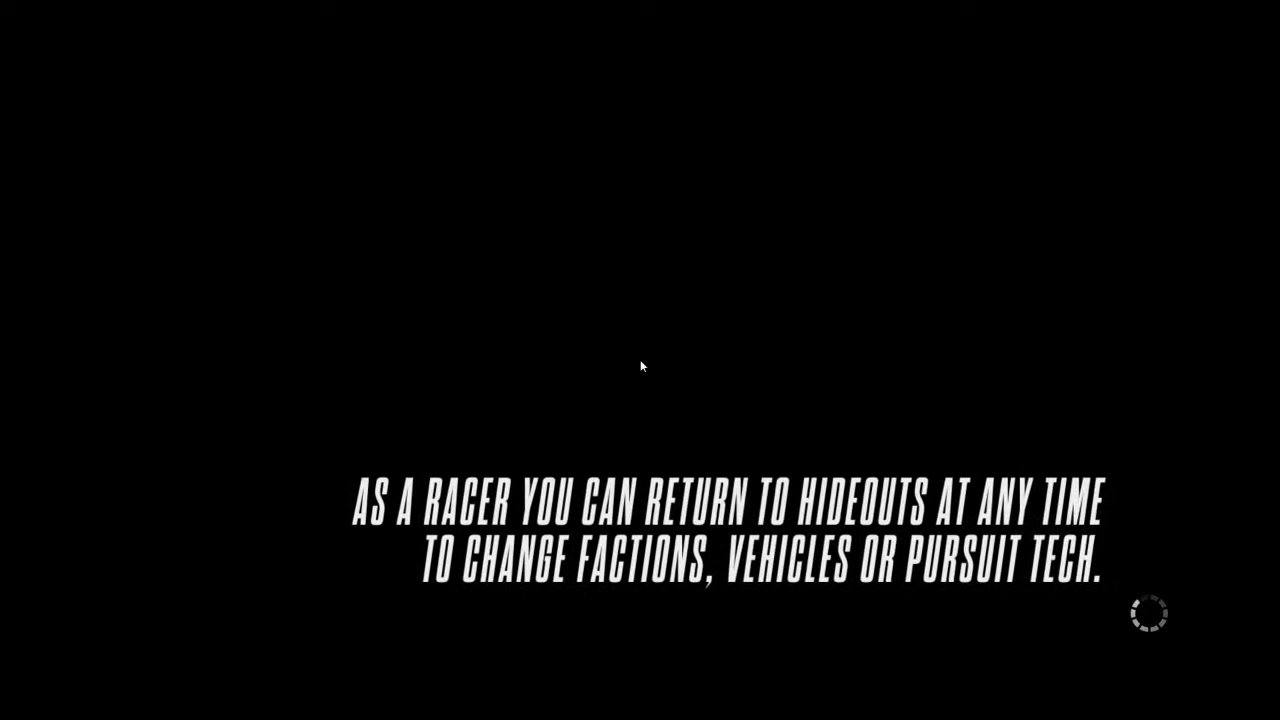 AS A RACER YOU CAN RETURN TO HIDEOUTS AT ANY TIME
TO CHANGE FACTIONS, VEHICLES OR PURSUIT TECH.